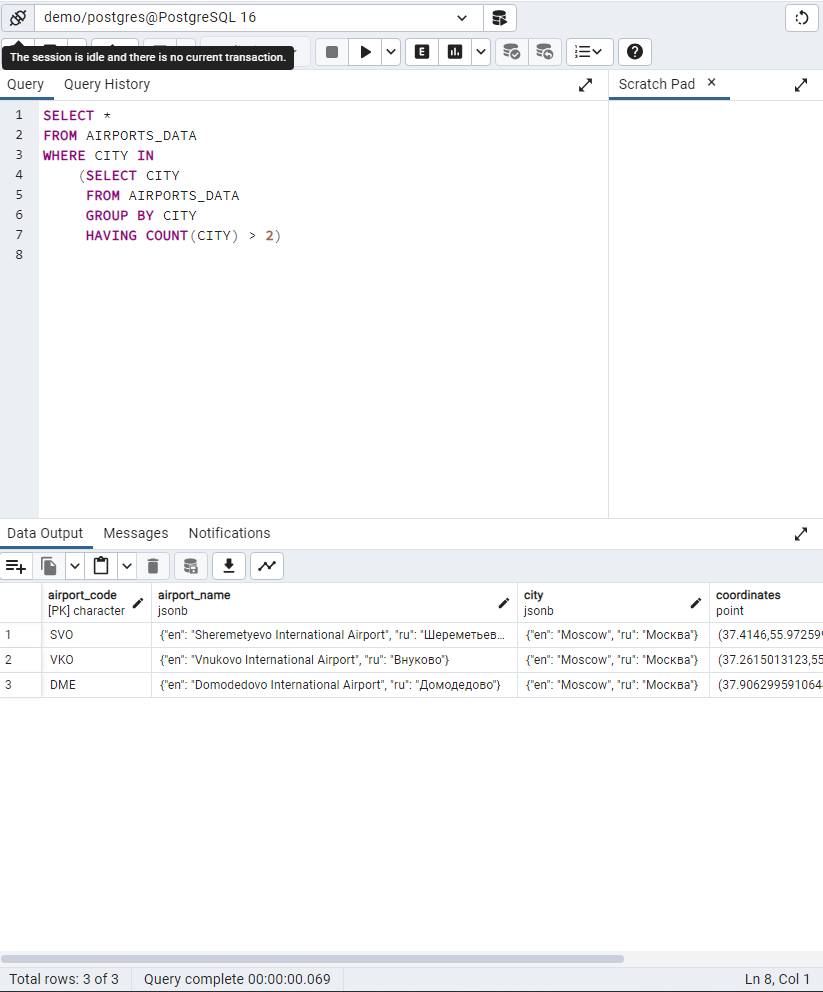 demo/postgres@PostgreSQL 16
The session is idle and there is no current transaction.
E
Query Query History
Scratch Pad ×
1 SELECT *
2 FROM AIRPORTS_DATA
3 WHERE CITY IN
4 (SELECT CITY
5 FROM AIRPORTS_DATA
6 GROUP BY CITY
7 HAVING COUNT(CITY) > 2)
8
Data Output Messages Notifications
airport_code airport_name city coordinates
[PK] character jsonb jsonb point
1 SVO {"en": "Sheremetyevo International Airport", "ru": "Шереметьев... {"en": "Moscow", "ru": "Москва"} (37.4146,55.972599
2 VKO {"en": "Vnukovo International Airport", "ru": "Внуково"} {"en": "Moscow", "ru": "Москва"} (37.2615013123,55
3 DME {"en": "Domodedovo International Airport", "ru": "Домодедово"} {"en": "Moscow", "ru": "Москва"} (37.906299591064
Total rows: 3 of 3 Query complete 00:00:00.069 Ln 8, Col 1